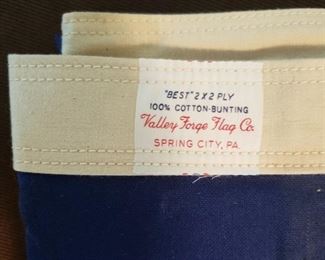 "BEST" 2 X 2 PLY
100% COTTON-BUNTING
Valley Forge Flag Co.
SPRING CITY, PA.